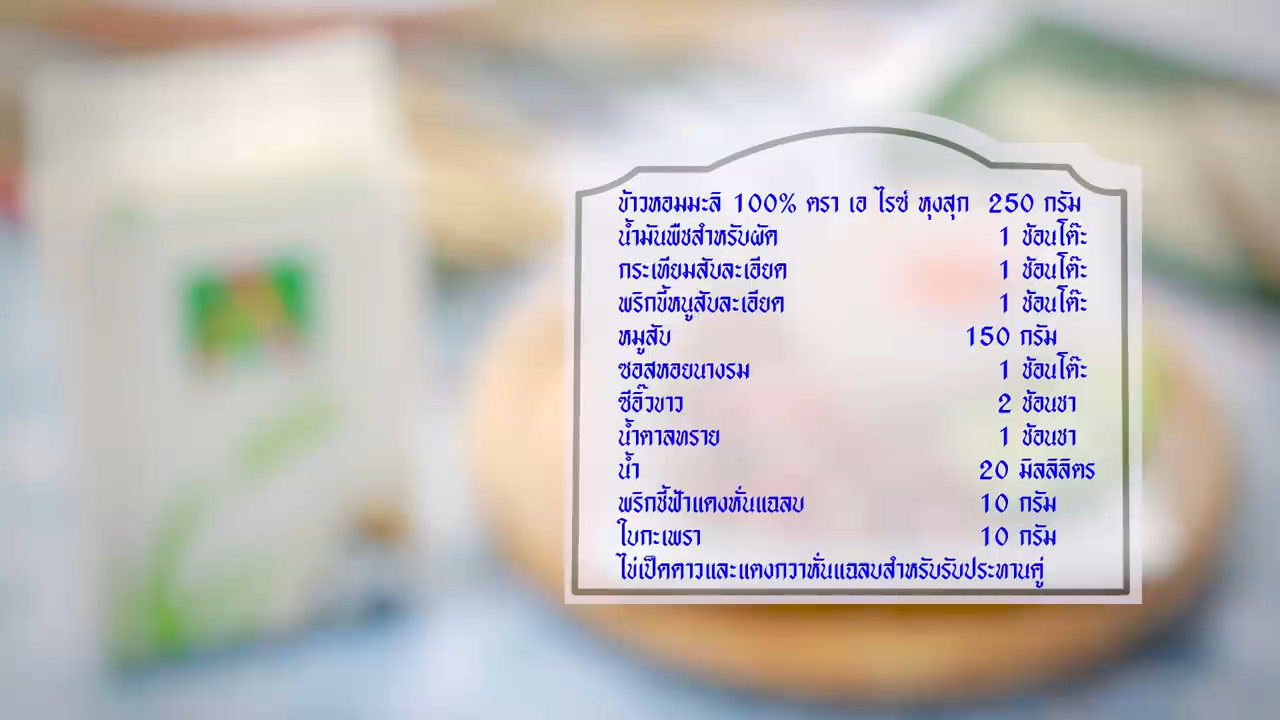 ข้าวหอมมะลิ 100% ตรา เอ ไรซ์ หุงสุก 250 กรัม
น้ำมันพืชสำหรับผัด 1 ช้อนโต๊ะ
กระเทียมสับละเอียด 1 ช้อนโต๊ะ
พริกขี้หนูสับละเอียด 1 ช้อนโต๊ะ
หมูสับ 150 กรัม
ซอสหอยนางรม 1 ช้อนโต๊ะ
ซีอิ๊วขาว 2 ช้อนชา
น้ำตาลทราย 1 ช้อนชา
น้ำ 20 มิลลิลิตร
พริกชี้ฟ้าแดงหั่นแฉลบ 10 กรัม
ใบกะเพรา 10 กรัม
ไข่เป็ดดาวและแตงกวาหั่นแฉลบสำหรับรับประทานคู่